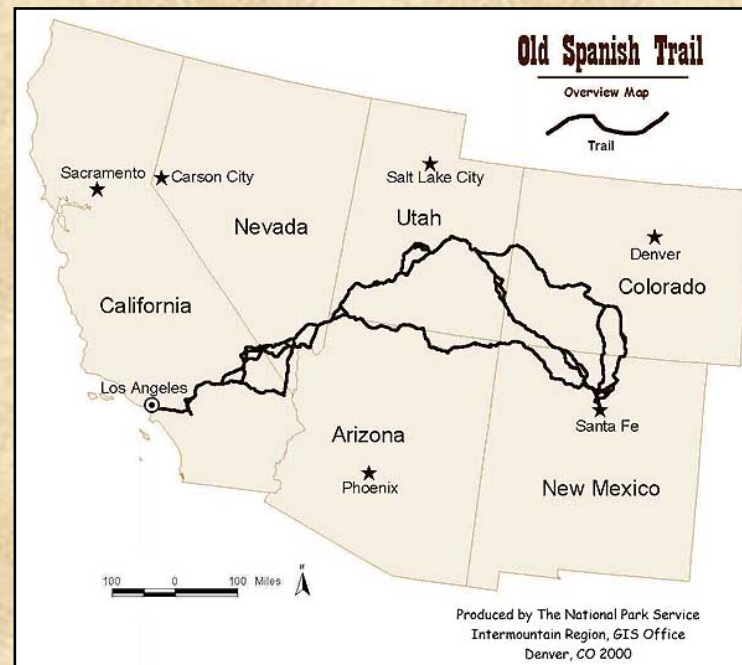 Old Spanish Trail
Overview Map
Trail
Sacramento
Carson City
Salt Lake City
Nevada
Utah
Denver
Colorado
California
Los Angeles
Santa Fe
Arizona
Phoenix
New Mexico
100 0 100 Miles
N
Produced by The National Park Service
Intermountain Region, GIS Office
Denver, CO 2000